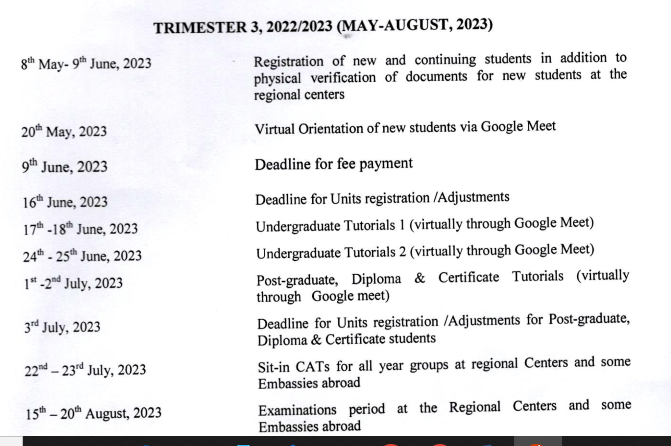 TRIMESTER 3, 2022/2023 (MAY-AUGUST, 2023)
8th May- 9th June, 2023 Registration of new and continuing students in addition to
physical verification of documents for new students at the
regional centers
20th May, 2023 Virtual Orientation of new students via Google Meet
9th June, 2023 Deadline for fee payment
16th June, 2023 Deadline for Units registration /Adjustments
17th -18th June, 2023 Undergraduate Tutorials 1 (virtually through Google Meet)
24th - 25th June, 2023 Undergraduate Tutorials 2 (virtually through Google Meet)
1st -2nd July, 2023 Post-graduate, Diploma & Certificate Tutorials (virtually
through Google meet)
3rd July, 2023 Deadline for Units registration /Adjustments for Post-graduate,
Diploma & Certificate students
22nd – 23rd July, 2023 Sit-in CATs for all year groups at regional Centers and some
Embassies abroad
15th – 20th August, 2023 Examinations period at the Regional Centers and some
Embassies abroad